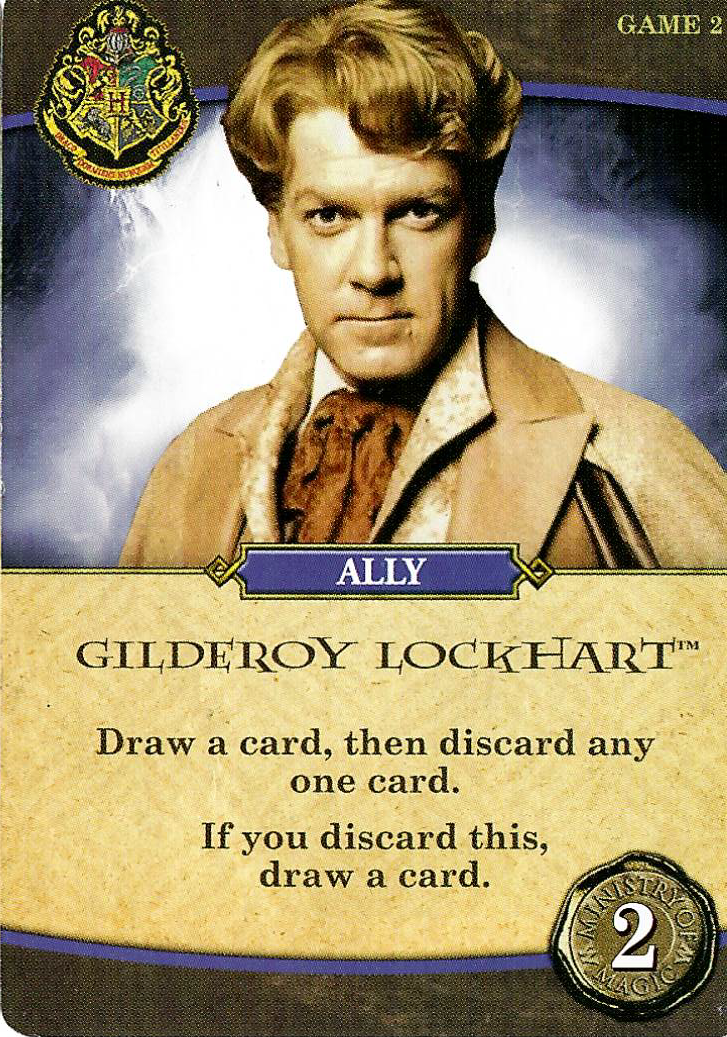 GAME 2
ALLY
GILDEROY LOCKHART™
Draw a card, then discard any
one card.
If you discard this,
draw a card.
MINISTRY OF
2
MAGIC